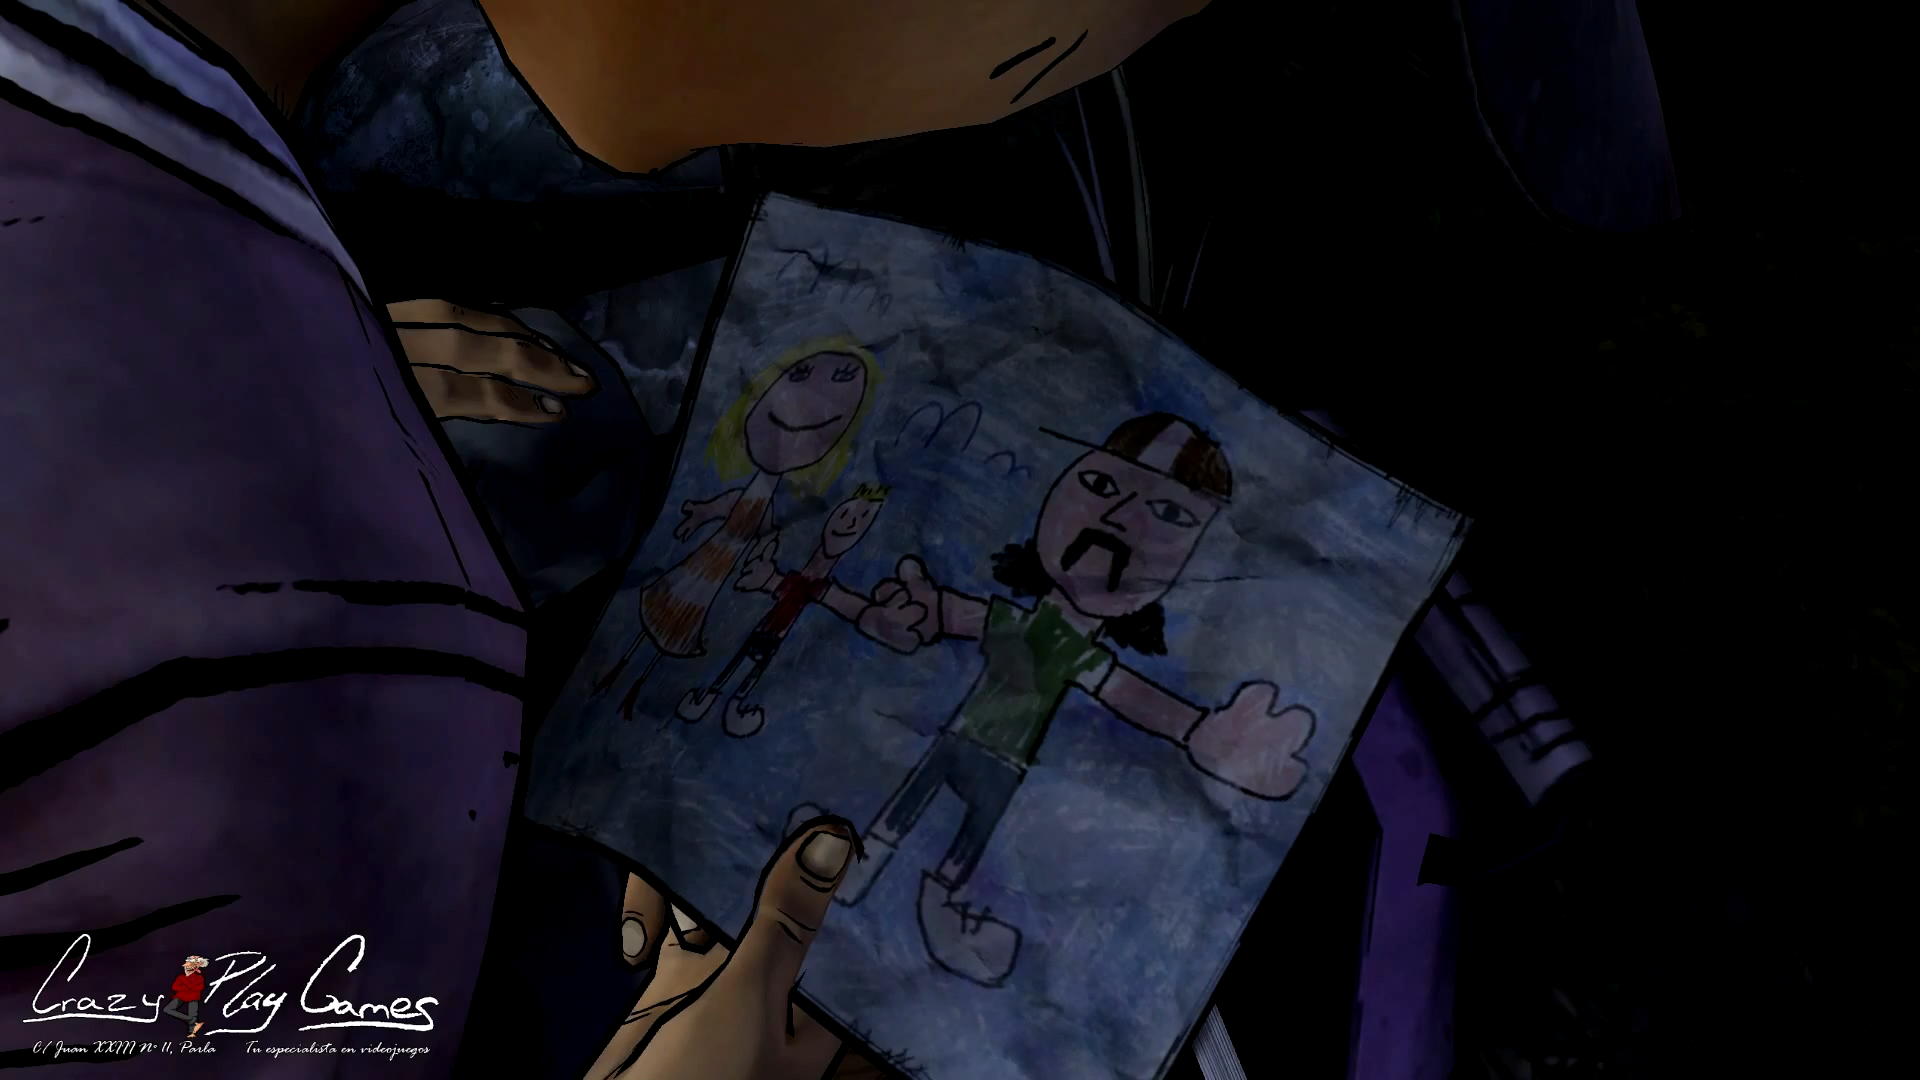 Crazy Play Games
C/ Juan XXIII Nº 11, Parla Tu especialista en videojuegos